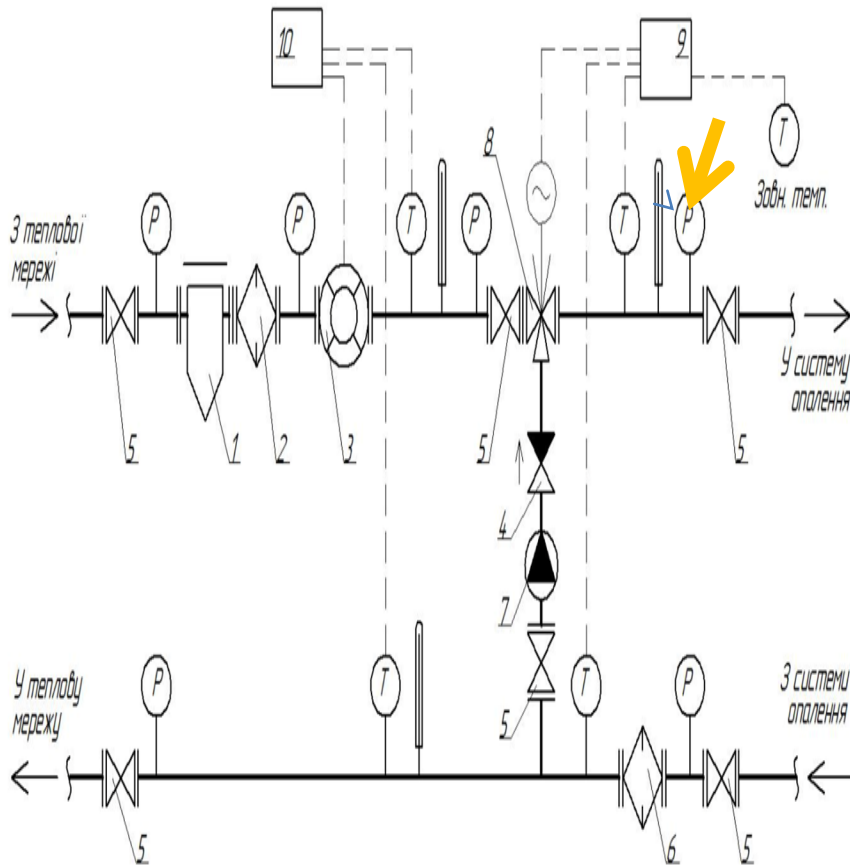 10
9
T
8
P
P
T
P
T
P
Зовн. темп.
З теплової
мережі
У систему
опалення
5
1
2
3
5
5
4
7
У теплову
мережу
P
T
T
P
З системи
опалення
5
5
6
5